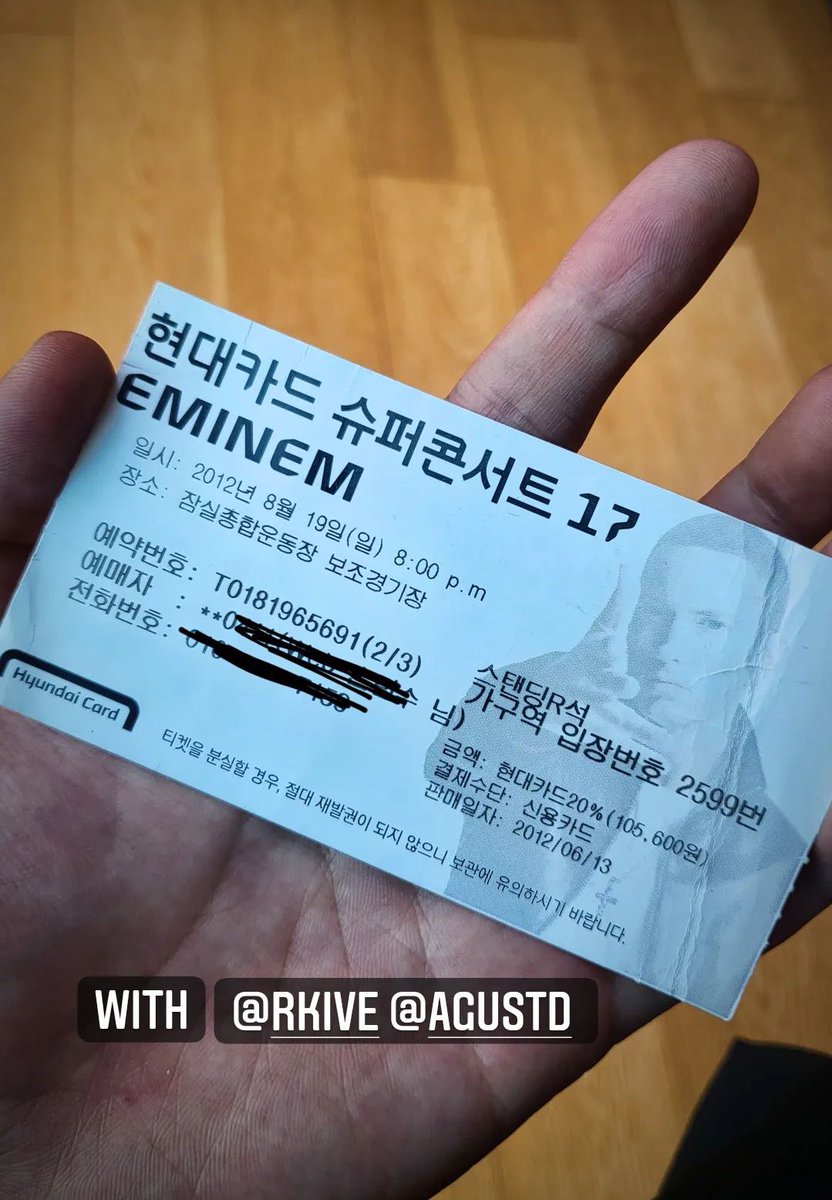 현대카드 슈퍼콘서트 17
EMINEM
일시: 2012년 8월 19일(일) 8:00 p.m
장소: 잠실종합운동장 보조경기장
예약번호: T0181965691(2/3)
예매자 : **0 님)
전화번호: 010
스탠딩R석
가구역 입장번호 2599번
금액: 현대카드20%(105,600원)
결제수단: 신용카드
판매일자: 2012/06/13
Hyundai Card
티켓을 분실할 경우, 절대 재발권이 되지 않으니 보관에 유의하시기 바랍니다.
WITH @RKIVE @AGUSTD